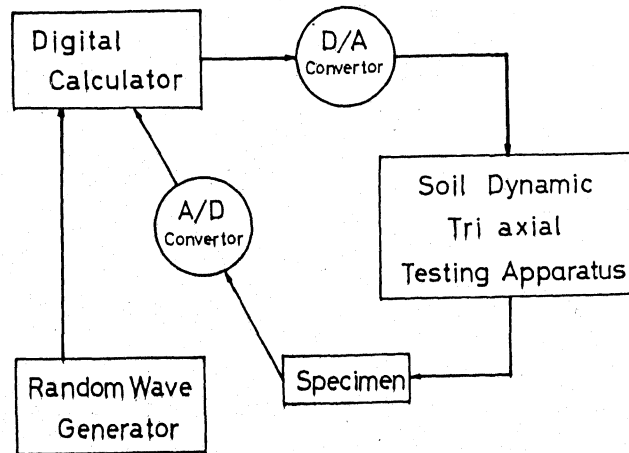 Digital
Calculator
D/A
Convertor
A/D
Convertor
Soil Dynamic
Tri axial
Testing Apparatus
Specimen
Random Wave
Generator